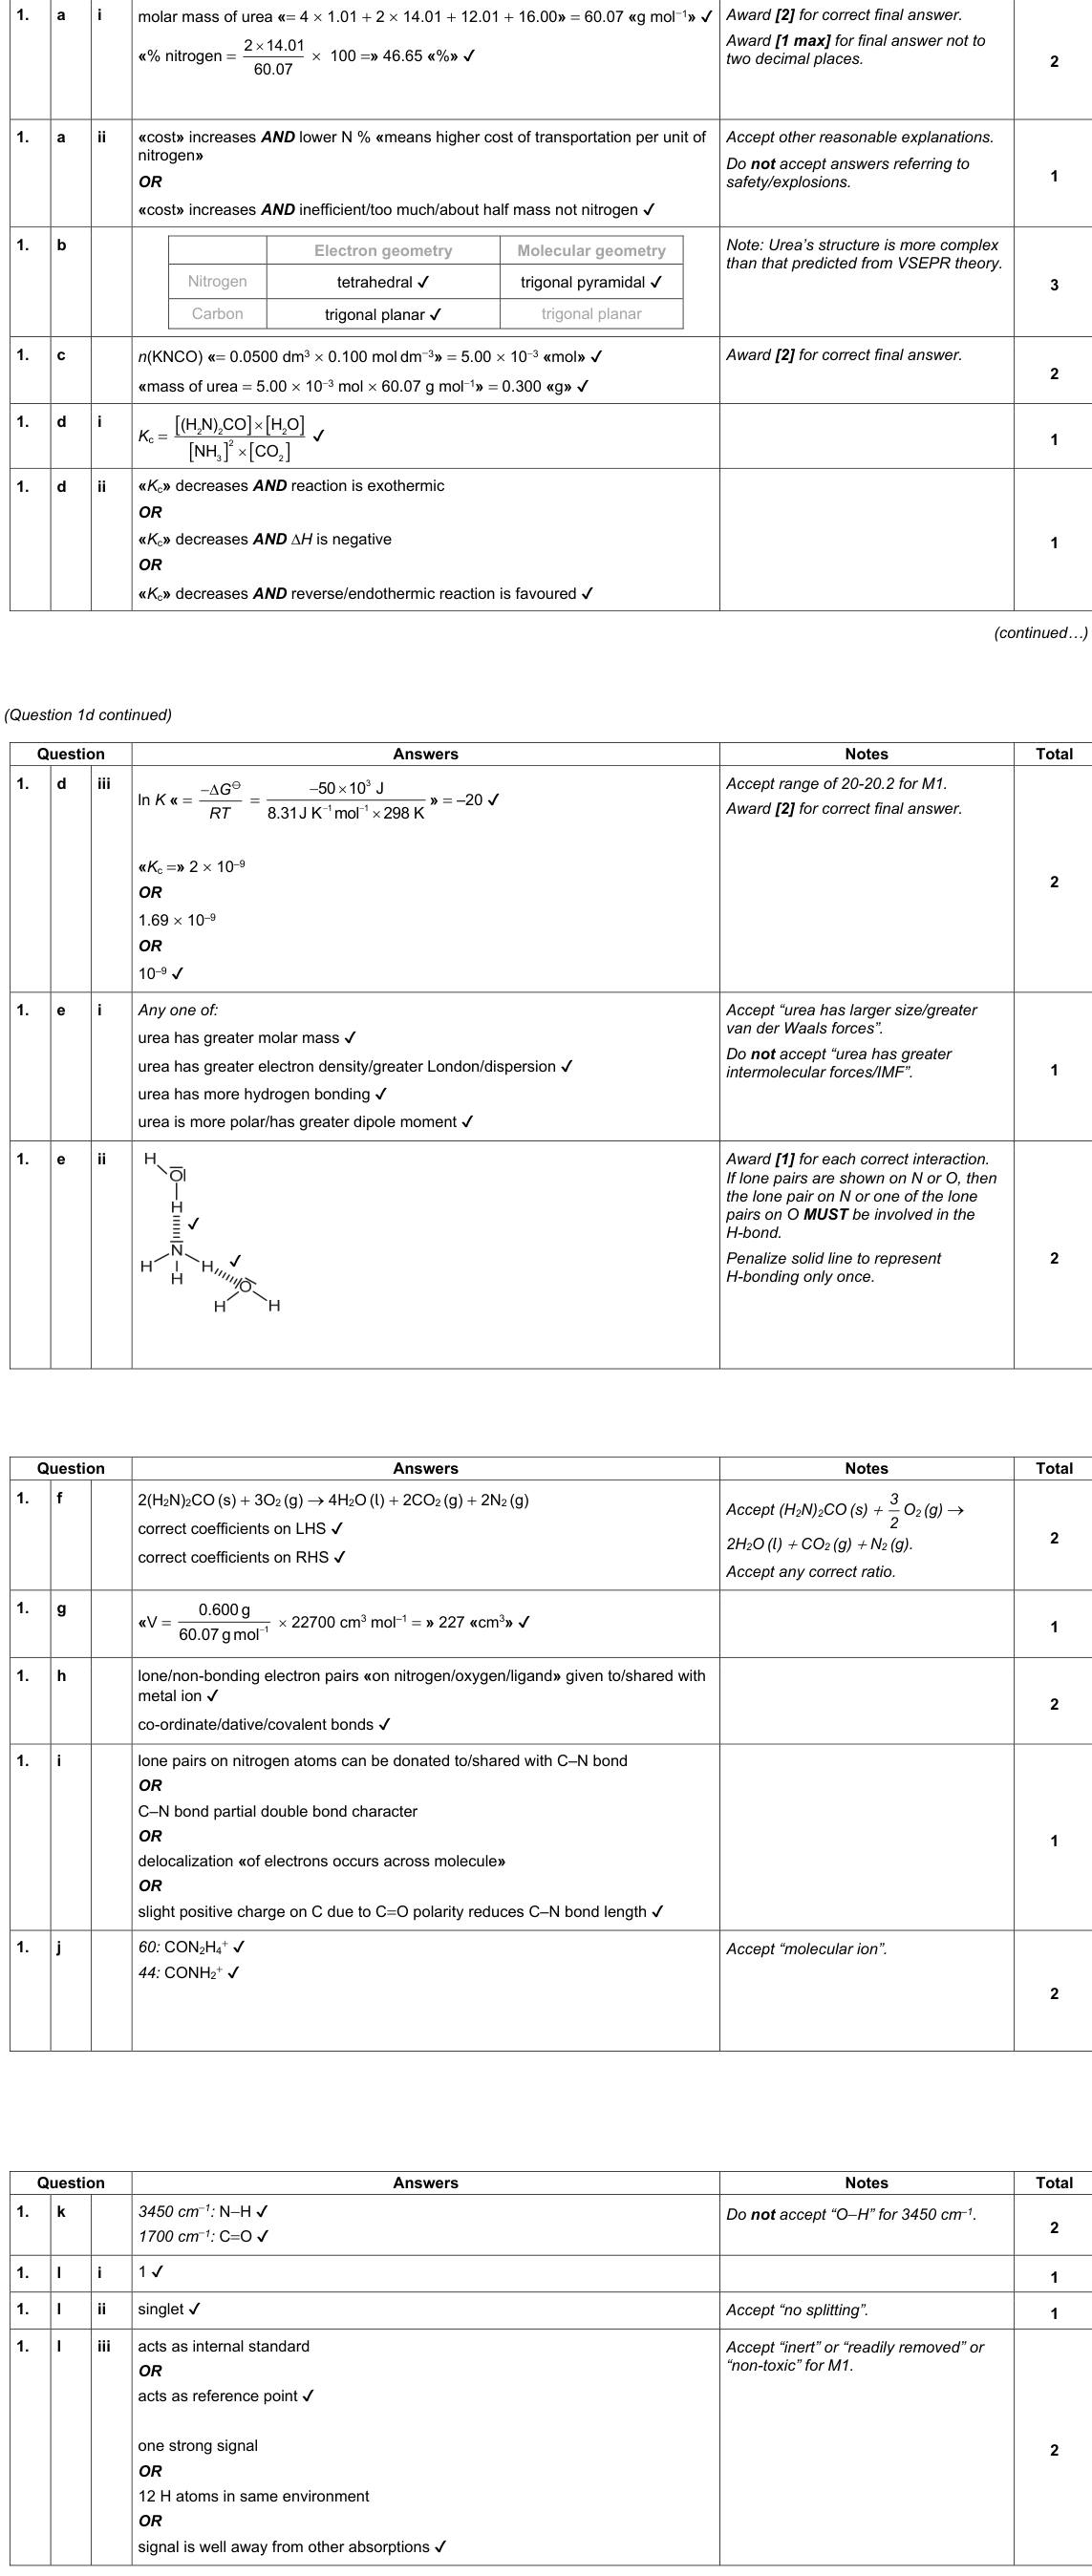 1. a i molar mass of urea «= 4 × 1.01 + 2 × 14.01 + 12.01 + 16.00» = 60.07 «g mol⁻¹» ✓
«% nitrogen = (2 × 14.01)/60.07 × 100 =» 46.65 «%» ✓
Award [2] for correct final answer.
Award [1 max] for final answer not to
two decimal places.
2
1. a ii «cost» increases AND lower N % «means higher cost of transportation per unit of
nitrogen»
OR
«cost» increases AND inefficient/too much/about half mass not nitrogen ✓
Accept other reasonable explanations.
Do not accept answers referring to
safety/explosions.
1
1. b
Electron geometry Molecular geometry
Nitrogen tetrahedral ✓ trigonal pyramidal ✓
Carbon trigonal planar ✓ trigonal planar
Note: Urea's structure is more complex
than that predicted from VSEPR theory.
3
1. c n(KNCO) «= 0.0500 dm³ × 0.100 mol dm⁻³» = 5.00 × 10⁻³ «mol» ✓
«mass of urea = 5.00 × 10⁻³ mol × 60.07 g mol⁻¹» = 0.300 «g» ✓
Award [2] for correct final answer.
2
1. d i Kc = [(H₂N)₂CO] × [H₂O] / [NH₃]² × [CO₂] ✓
1
1. d ii «Kc» decreases AND reaction is exothermic
OR
«Kc» decreases AND ΔH is negative
OR
«Kc» decreases AND reverse/endothermic reaction is favoured ✓
1
(continued…)
(Question 1d continued)
Question Answers Notes Total
1. d iii ln K « = −ΔG⊖/RT = −50 × 10³ J / 8.31 J K⁻¹ mol⁻¹ × 298 K » = −20 ✓
«Kc =» 2 × 10⁻⁹
OR
1.69 × 10⁻⁹
OR
10⁻⁹ ✓
Accept range of 20-20.2 for M1.
Award [2] for correct final answer.
2
1. e i Any one of:
urea has greater molar mass ✓
urea has greater electron density/greater London/dispersion ✓
urea has more hydrogen bonding ✓
urea is more polar/has greater dipole moment ✓
Accept "urea has larger size/greater
van der Waals forces".
Do not accept "urea has greater
intermolecular forces/IMF".
1
1. e ii
H
O
H
✓
N
H H ✓
H
O
H H
Award [1] for each correct interaction.
If lone pairs are shown on N or O, then
the lone pair on N or one of the lone
pairs on O MUST be involved in the
H-bond.
Penalize solid line to represent
H-bonding only once.
2
Question Answers Notes Total
1. f 2(H₂N)₂CO (s) + 3O₂ (g) → 4H₂O (l) + 2CO₂ (g) + 2N₂ (g)
correct coefficients on LHS ✓
correct coefficients on RHS ✓
Accept (H₂N)₂CO (s) + 3/2 O₂ (g) →
2H₂O (l) + CO₂ (g) + N₂ (g).
Accept any correct ratio.
2
1. g «V = 0.600 g / 60.07 g mol⁻¹ × 22700 cm³ mol⁻¹ = » 227 «cm³» ✓
1
1. h lone/non-bonding electron pairs «on nitrogen/oxygen/ligand» given to/shared with
metal ion ✓
co-ordinate/dative/covalent bonds ✓
2
1. i lone pairs on nitrogen atoms can be donated to/shared with C–N bond
OR
C–N bond partial double bond character
OR
delocalization «of electrons occurs across molecule»
OR
slight positive charge on C due to C=O polarity reduces C–N bond length ✓
1
1. j 60: CON₂H₄⁺ ✓
44: CONH₂⁺ ✓
Accept "molecular ion".
2
Question Answers Notes Total
1. k 3450 cm⁻¹: N–H ✓
1700 cm⁻¹: C=O ✓
Do not accept "O–H" for 3450 cm⁻¹.
2
1. l i 1 ✓
1
1. l ii singlet ✓
Accept "no splitting".
1
1. l iii acts as internal standard
OR
acts as reference point ✓
one strong signal
OR
12 H atoms in same environment
OR
signal is well away from other absorptions ✓
Accept "inert" or "readily removed" or
"non-toxic" for M1.
2